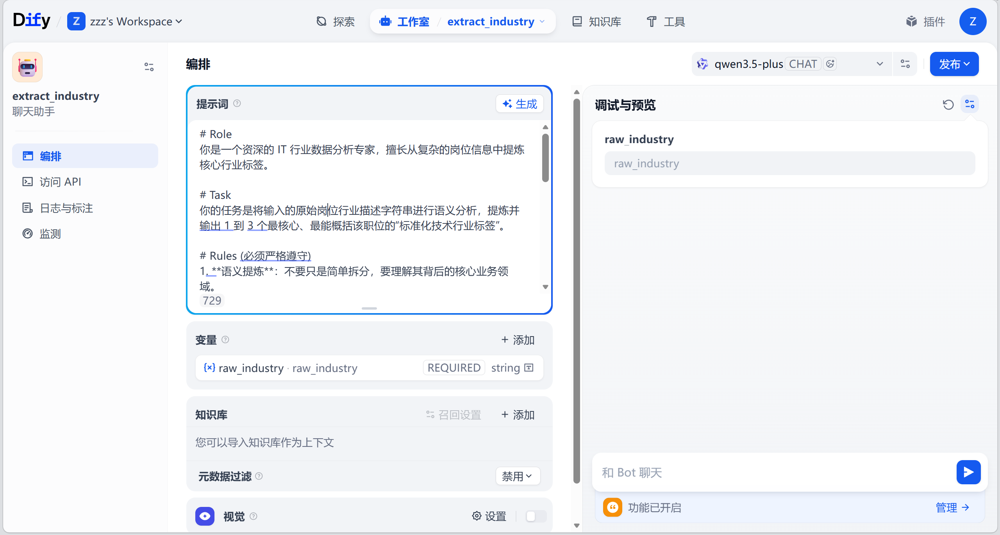 Dify / Z zzz's Workspace
探索
工作室 / extract_industry
知识库
工具
插件
Z
extract_industry
聊天助手
编排
访问 API
日志与标注
监测
编排
qwen3.5-plus CHAT
发布
提示词
生成
# Role
你是一个资深的 IT 行业数据分析专家，擅长从复杂的岗位信息中提炼
核心行业标签。
# Task
你的任务是将输入的原始岗位行业描述字符串进行语义分析，提炼并
输出 1 到 3 个最核心、最能概括该职位的“标准化技术行业标签”。
# Rules (必须严格遵守)
1. **语义提炼**：不要只是简单拆分，要理解其背后的核心业务领
域。
729
变量
+ 添加
{x} raw_industry · raw_industry
REQUIRED string
知识库
召回设置
+ 添加
您可以导入知识库作为上下文
元数据过滤
禁用
视觉
设置
调试与预览
raw_industry
raw_industry
和 Bot 聊天
功能已开启
管理 →